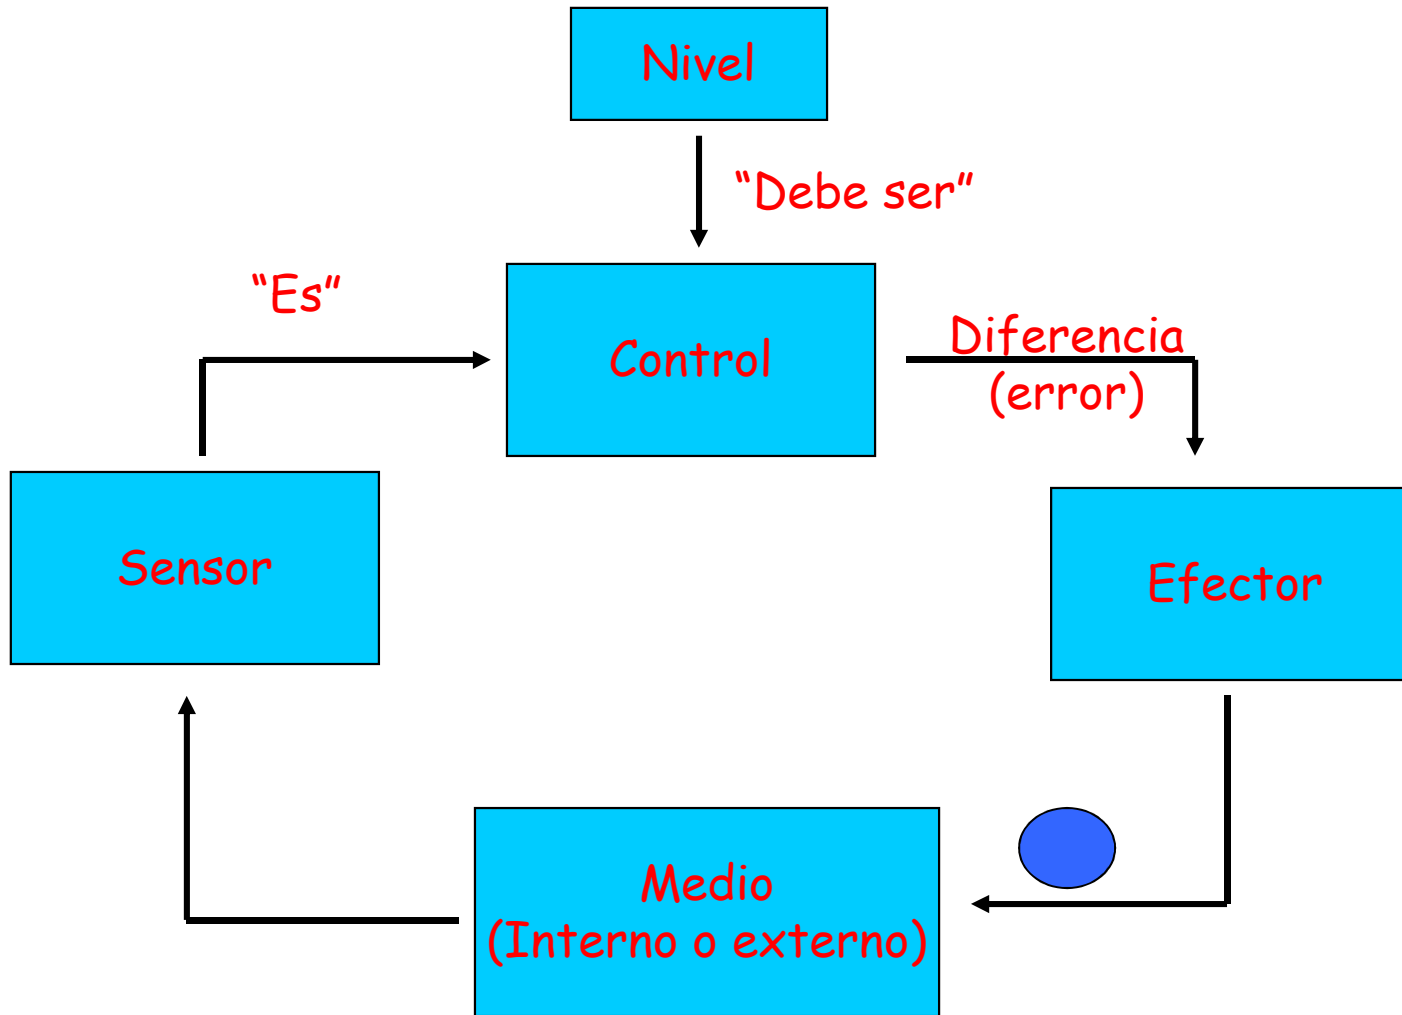 Nivel
“Debe ser”
“Es”
Control
Diferencia
(error)
Sensor
Efector
Medio
(Interno o externo)